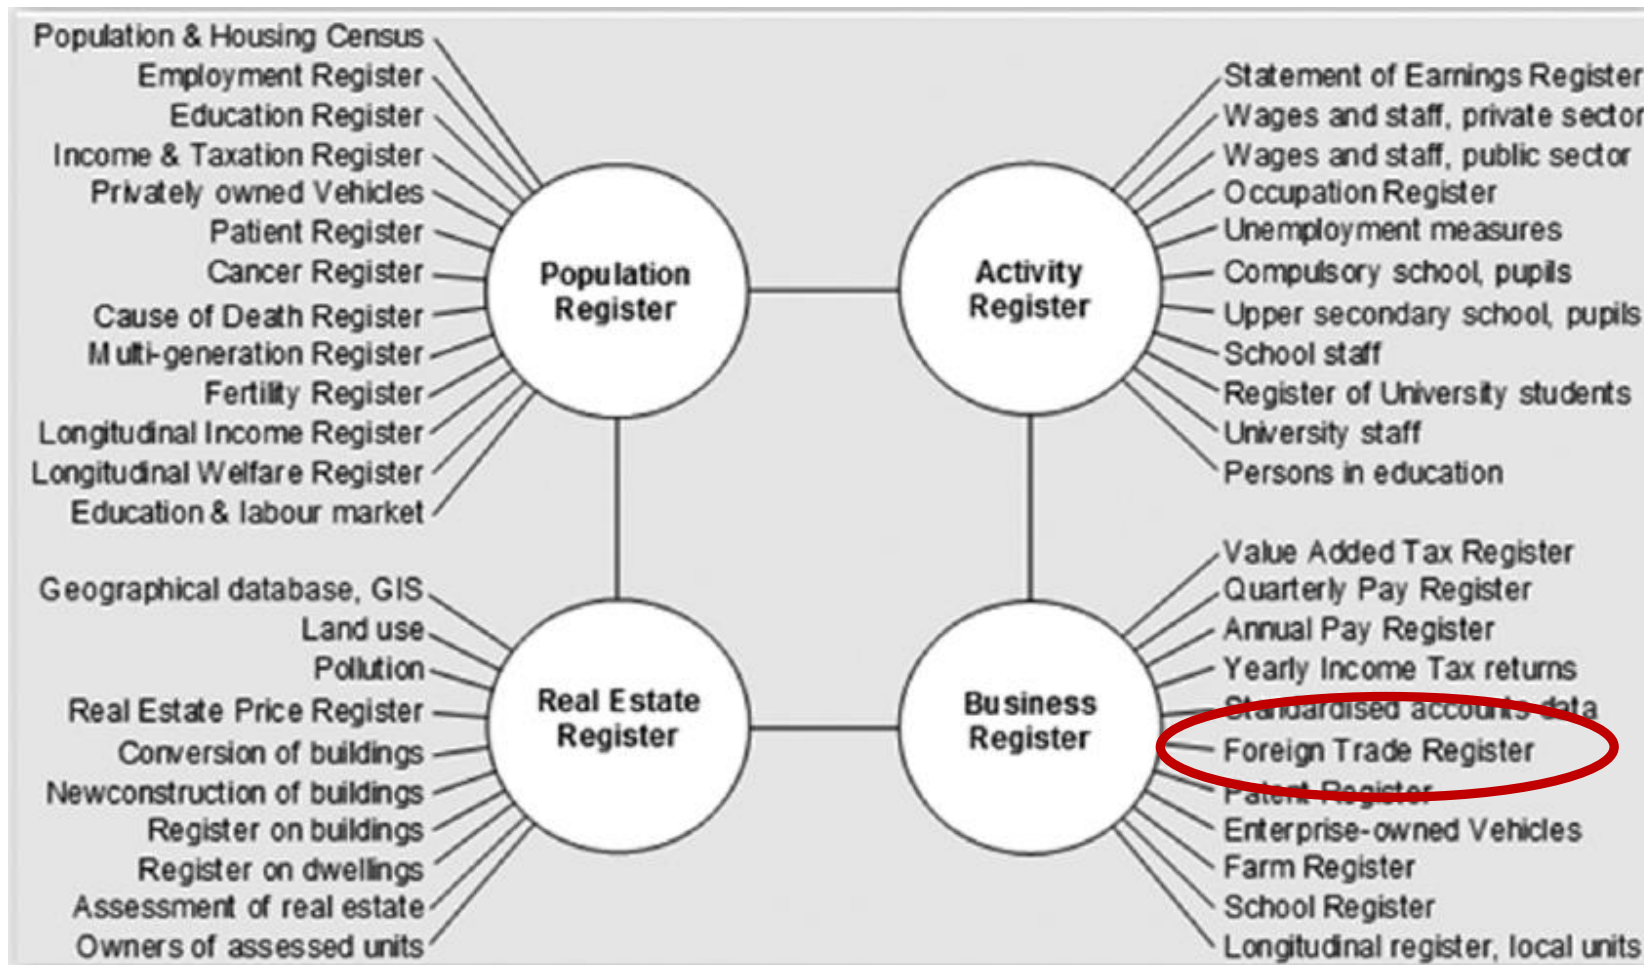 Population & Housing Census
Employment Register
Education Register
Income & Taxation Register
Privately owned Vehicles
Patient Register
Cancer Register
Cause of Death Register
Multi-generation Register
Fertility Register
Longitudinal Income Register
Longitudinal Welfare Register
Education & labour market
Population
Register
Activity
Register
Statement of Earnings Register
Wages and staff, private sector
Wages and staff, public sector
Occupation Register
Unemployment measures
Compulsory school, pupils
Upper secondary school, pupils
School staff
Register of University students
University staff
Persons in education
Geographical database, GIS
Land use
Pollution
Real Estate Price Register
Conversion of buildings
Newconstruction of buildings
Register on buildings
Register on dwellings
Assessment of real estate
Owners of assessed units
Real Estate
Register
Business
Register
Value Added Tax Register
Quarterly Pay Register
Annual Pay Register
Yearly Income Tax returns
Standardised accounts data
Foreign Trade Register
Patent Register
Enterprise-owned Vehicles
Farm Register
School Register
Longitudinal register, local units